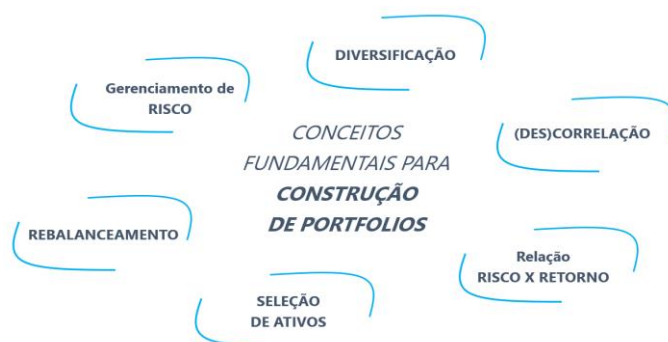 DIVERSIFICAÇÃO
Gerenciamento de
RISCO
(DES)CORRELAÇÃO
CONCEITOS
FUNDAMENTAIS PARA
CONSTRUÇÃO
DE PORTFOLIOS
REBALANCEAMENTO
Relação
RISCO X RETORNO
SELEÇÃO
DE ATIVOS